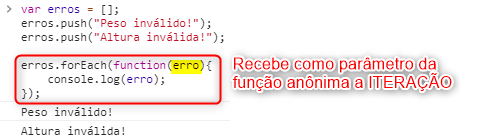 > var erros = [];
erros.push("Peso inválido!");
erros.push("Altura inválida!");
erros.forEach(function(erro){
console.log(erro);
});
Recebe como parâmetro da
função anônima a ITERAÇÃO
Peso inválido!
Altura inválida!